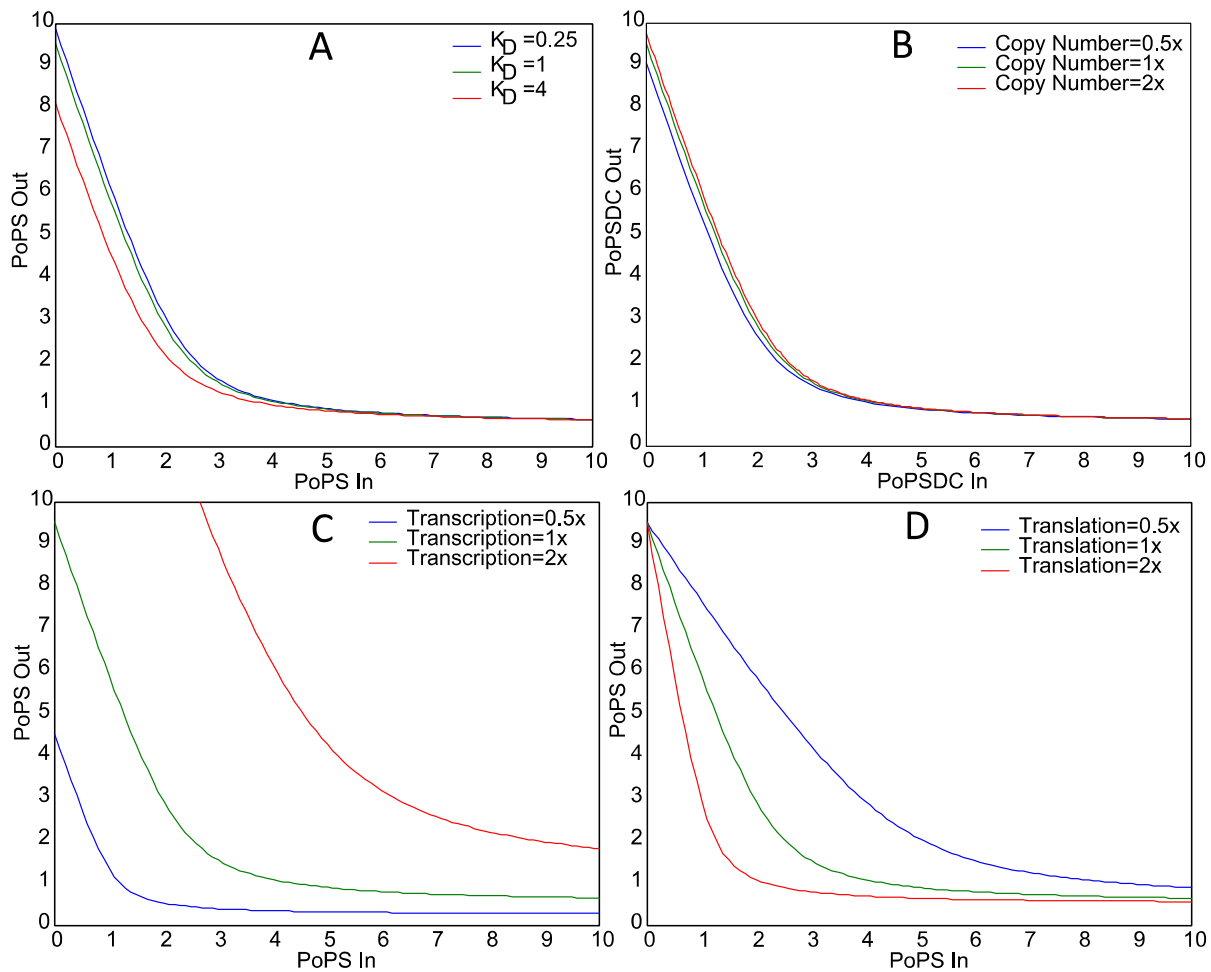 A
K_D =0.25
K_D =1
K_D =4
10
9
8
7
6
5
4
3
2
1
0
PoPS Out
0 1 2 3 4 5 6 7 8 9 10
PoPS In
B
Copy Number=0.5x
Copy Number=1x
Copy Number=2x
10
9
8
7
6
5
4
3
2
1
0
PoPSDC Out
0 1 2 3 4 5 6 7 8 9 10
PoPSDC In
C
Transcription=0.5x
Transcription=1x
Transcription=2x
10
9
8
7
6
5
4
3
2
1
0
PoPS Out
0 1 2 3 4 5 6 7 8 9 10
PoPS In
D
Translation=0.5x
Translation=1x
Translation=2x
10
9
8
7
6
5
4
3
2
1
0
PoPS Out
0 1 2 3 4 5 6 7 8 9 10
PoPS In